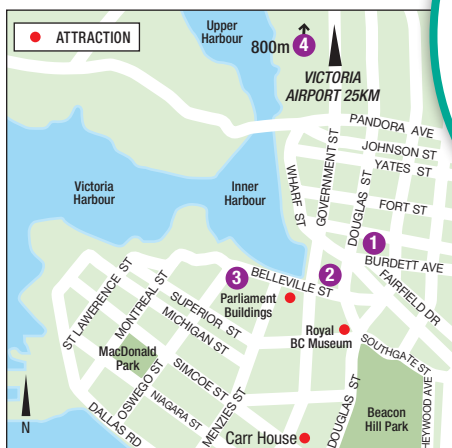 ATTRACTION
Upper
Harbour
800m
4
VICTORIA
AIRPORT 25KM
PANDORA AVE
JOHNSON ST
YATES ST
FORT ST
WHARF ST
GOVERNMENT ST
DOUGLAS ST
Victoria
Harbour
Inner
Harbour
1
BURDETT AVE
2
3
BELLEVILLE ST
FAIRFIELD DR
Parliament
Buildings
Royal
BC Museum
ST LAWERENCE ST
MONTREAL ST
SUPERIOR ST
MICHIGAN ST
MacDonald
Park
OSWEGO ST
SIMCOE ST
NIAGARA ST
MENZIES ST
DALLAS RD
SOUTHGATE ST
DOUGLAS ST
Beacon
Hill Park
HEYWOOD AVE
Carr House
N